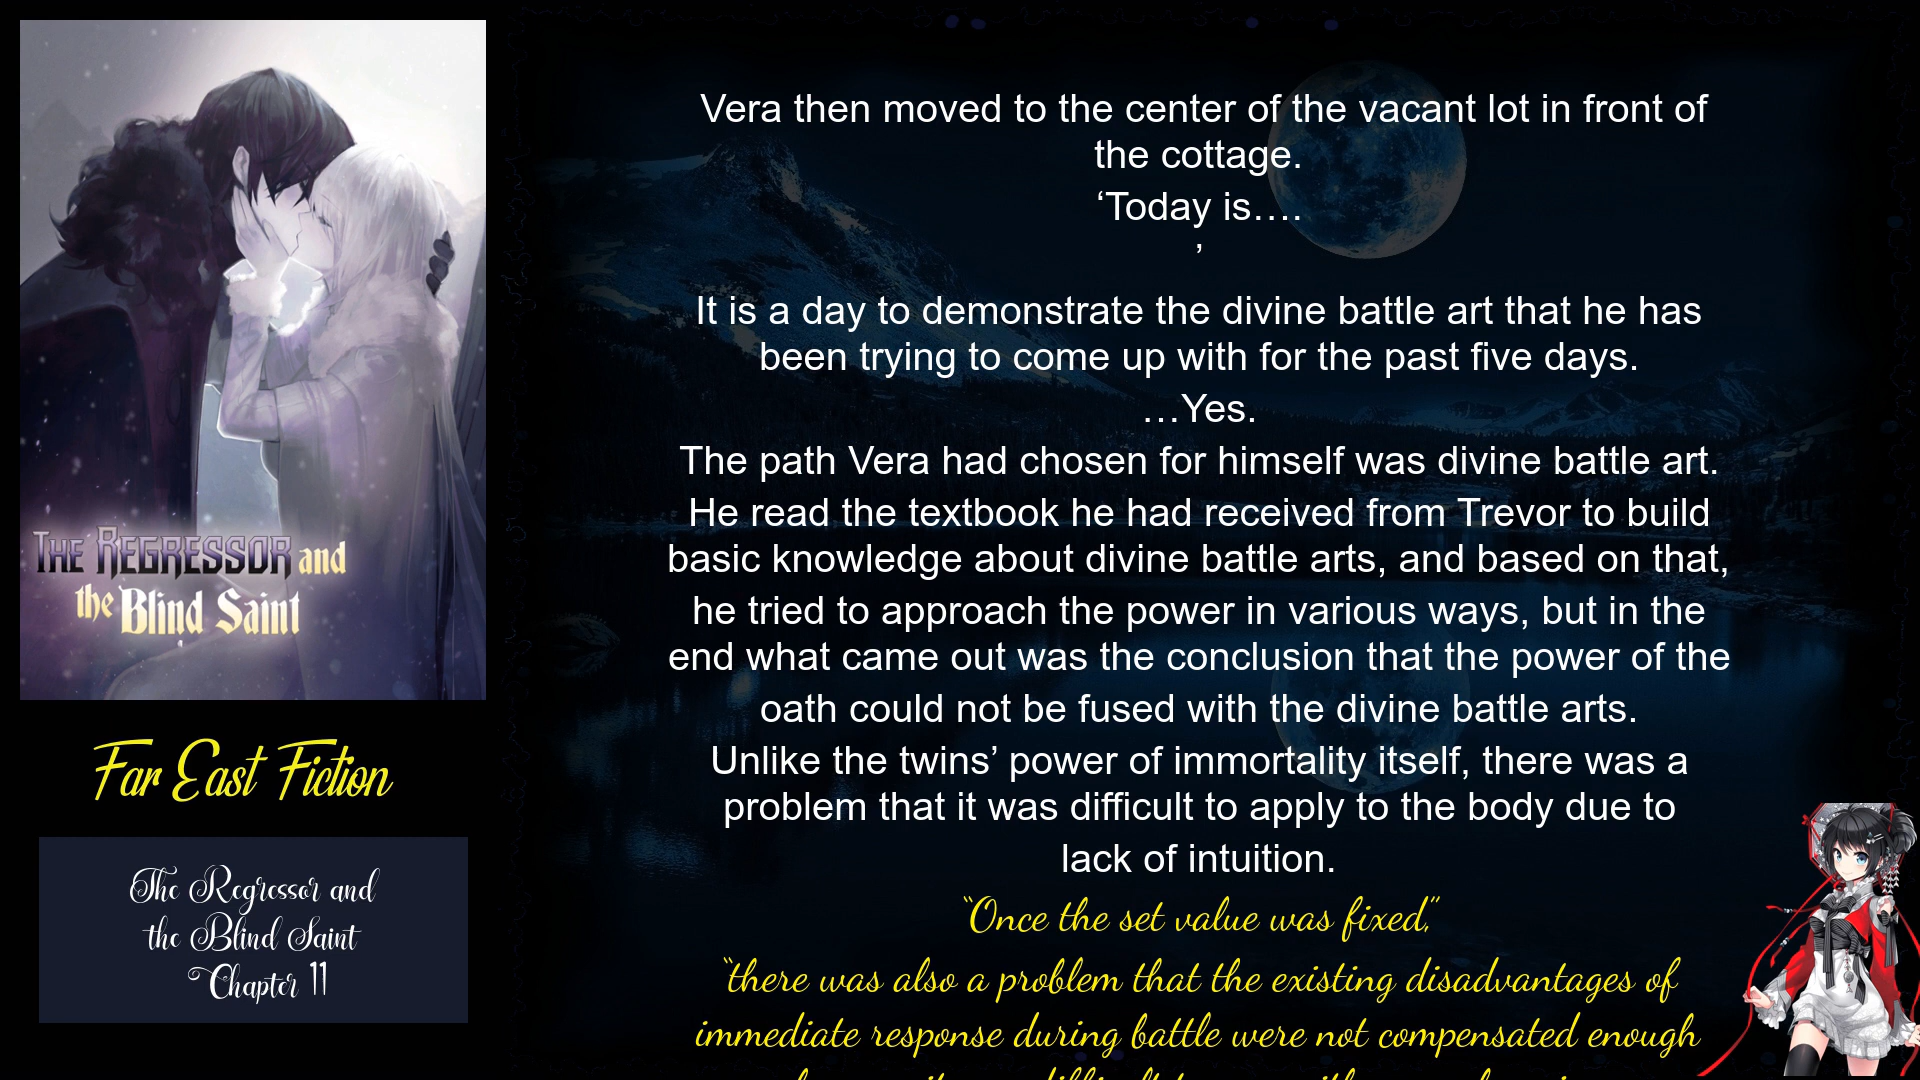 THE REGRESSOR and
the Blind Saint
Far East Fiction
The Regressor and
the Blind Saint
Chapter 11
Vera then moved to the center of the vacant lot in front of
the cottage.
‘Today is….
’
It is a day to demonstrate the divine battle art that he has
been trying to come up with for the past five days.
…Yes.
The path Vera had chosen for himself was divine battle art.
He read the textbook he had received from Trevor to build
basic knowledge about divine battle arts, and based on that,
he tried to approach the power in various ways, but in the
end what came out was the conclusion that the power of the
oath could not be fused with the divine battle arts.
Unlike the twins’ power of immortality itself, there was a
problem that it was difficult to apply to the body due to
lack of intuition.
“Once the set value was fixed,”
“there was also a problem that the existing disadvantages of
immediate response during battle were not compensated enough